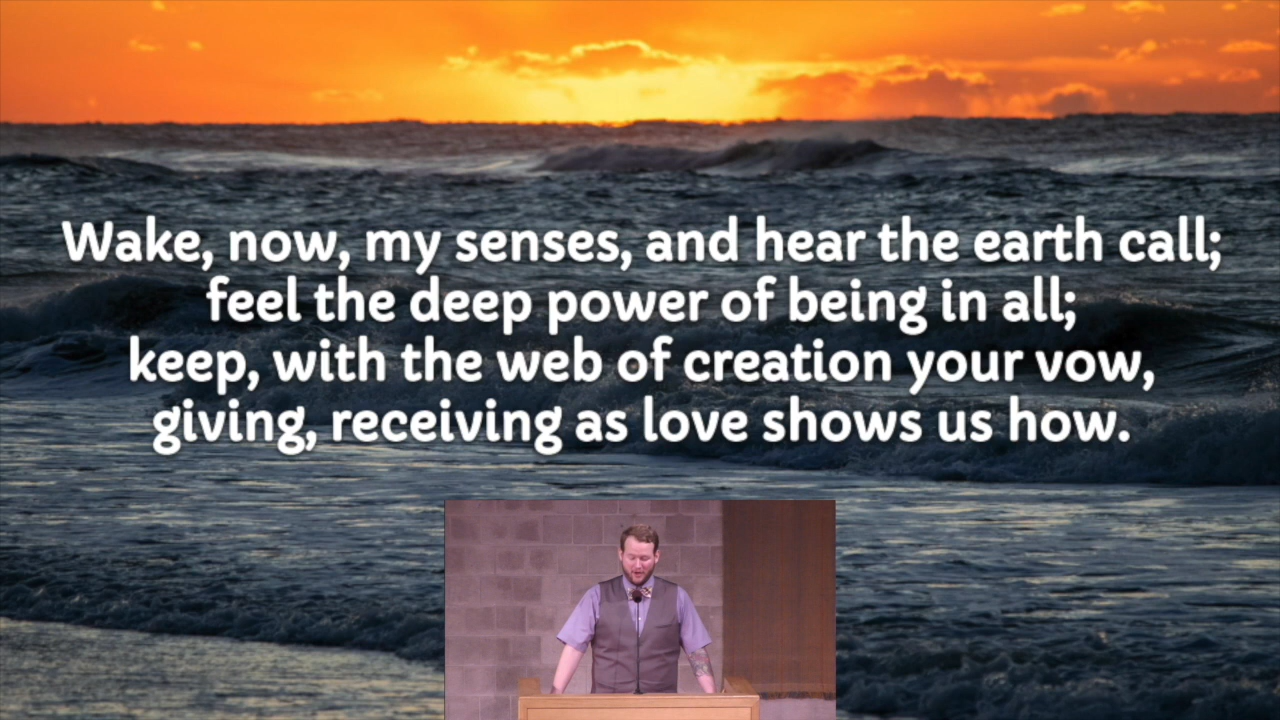 Wake, now, my senses, and hear the earth call;
feel the deep power of being in all;
keep, with the web of creation your vow,
giving, receiving as love shows us how.